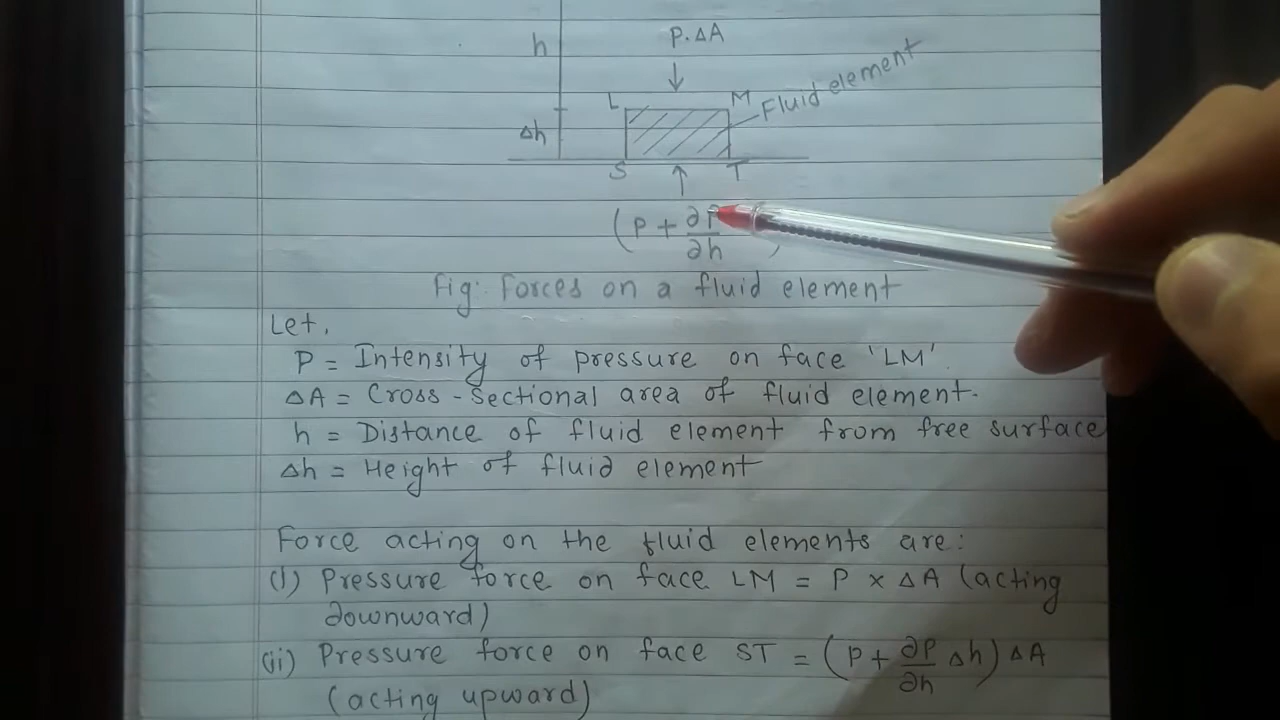 h
P.ΔA
L
M
Fluid element
Δh
S
T
(P + ∂P/∂h )
Fig: Forces on a fluid element
Let,
P = Intensity of pressure on face 'LM'.
ΔA = Cross-sectional area of fluid element.
h = Distance of fluid element from free surface
Δh = Height of fluid element
Force acting on the fluid elements are:
(i) Pressure force on face LM = P × ΔA (acting
downward)
(ii) Pressure force on face ST = (P + ∂P/∂h Δh) ΔA
(acting upward)